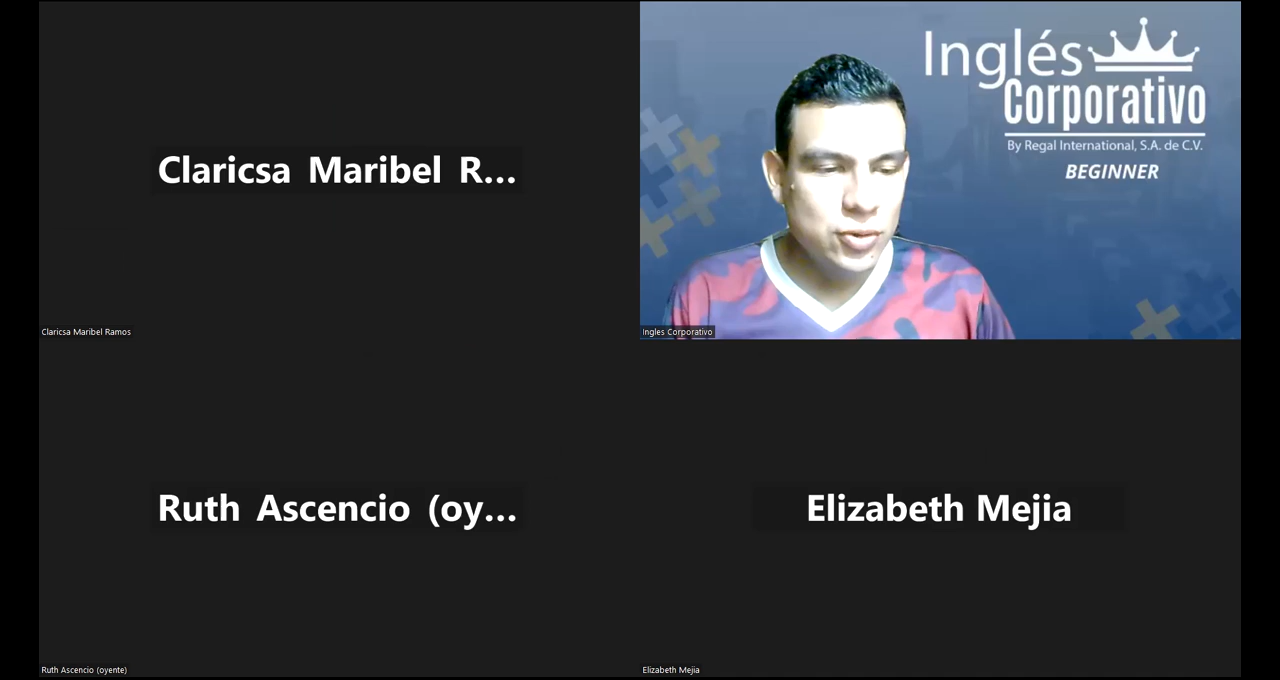 Claricsa Maribel R...
Claricsa Maribel Ramos
Inglés
Corporativo
By Regal International, S.A. de C.V.
BEGINNER
Ingles Corporativo
Ruth Ascencio (oy...
Ruth Ascencio (oyente)
Elizabeth Mejia
Elizabeth Mejia